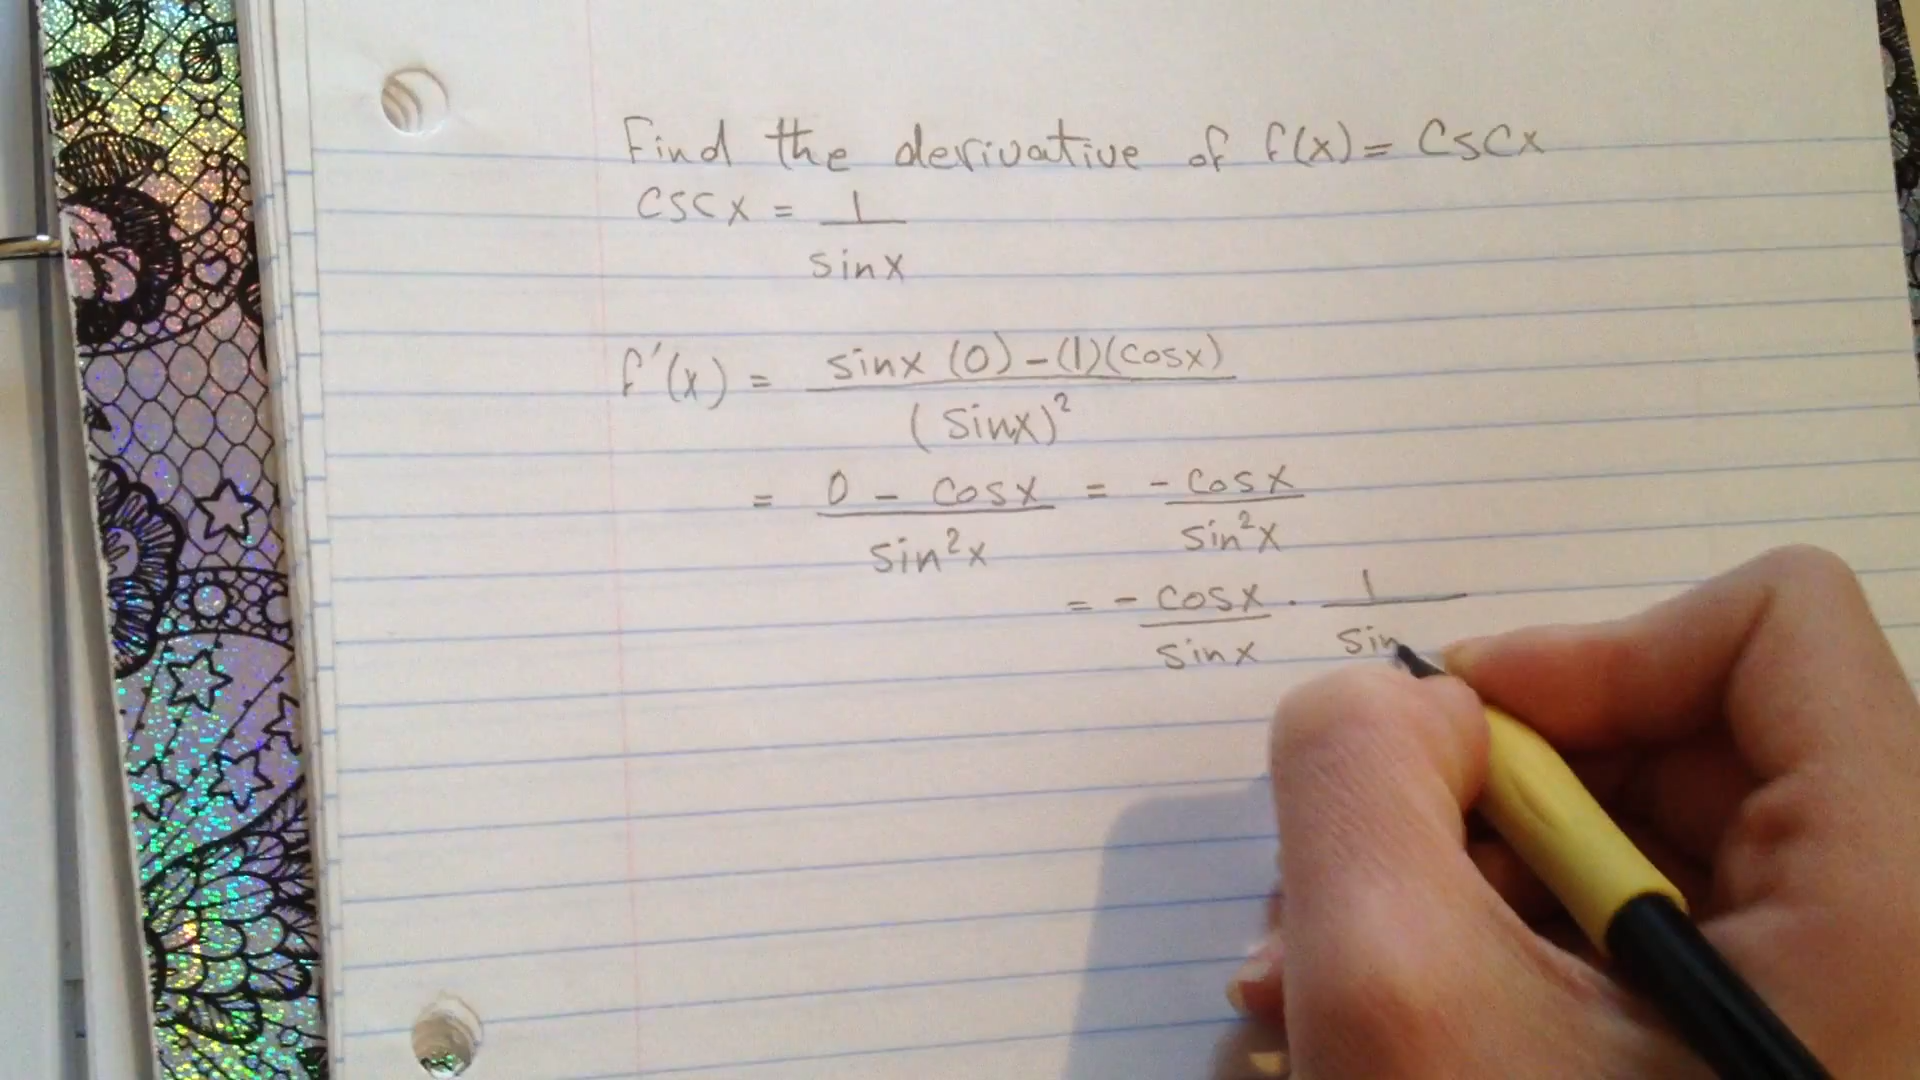 Find the derivative of f(x) = CSCX
CSCX = 1/sinx
f'(x) = (sinx (0) - (1)(cosx))/(sinx)²
= (0 - cosx)/sin²x = -cosx/sin²x
= -cosx/sinx · 1/sin